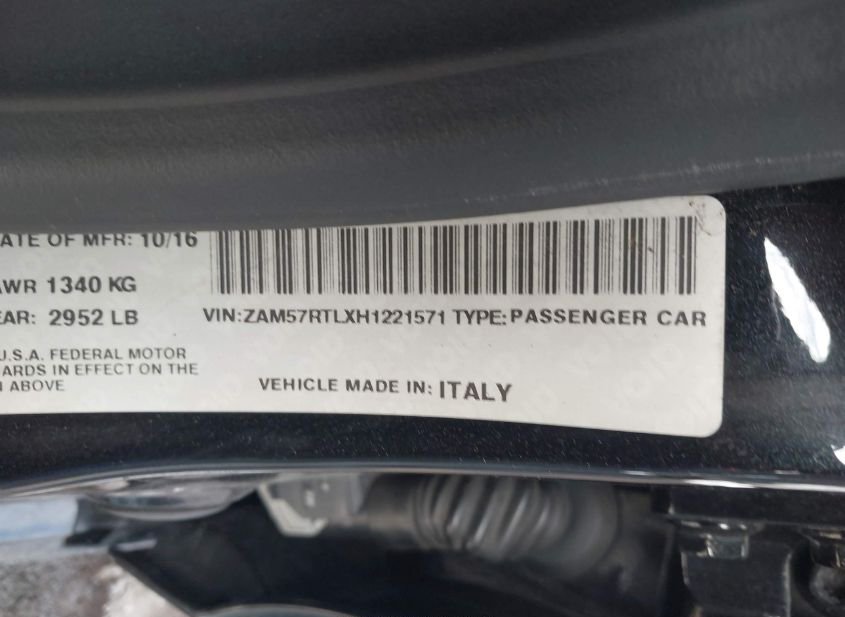 ATE OF MFR: 10/16
WR 1340 KG
EAR: 2952 LB
VIN:ZAM57RTLXH1221571 TYPE:PASSENGER CAR
U.S.A. FEDERAL MOTOR
ARDS IN EFFECT ON THE
ABOVE
VEHICLE MADE IN: ITALY